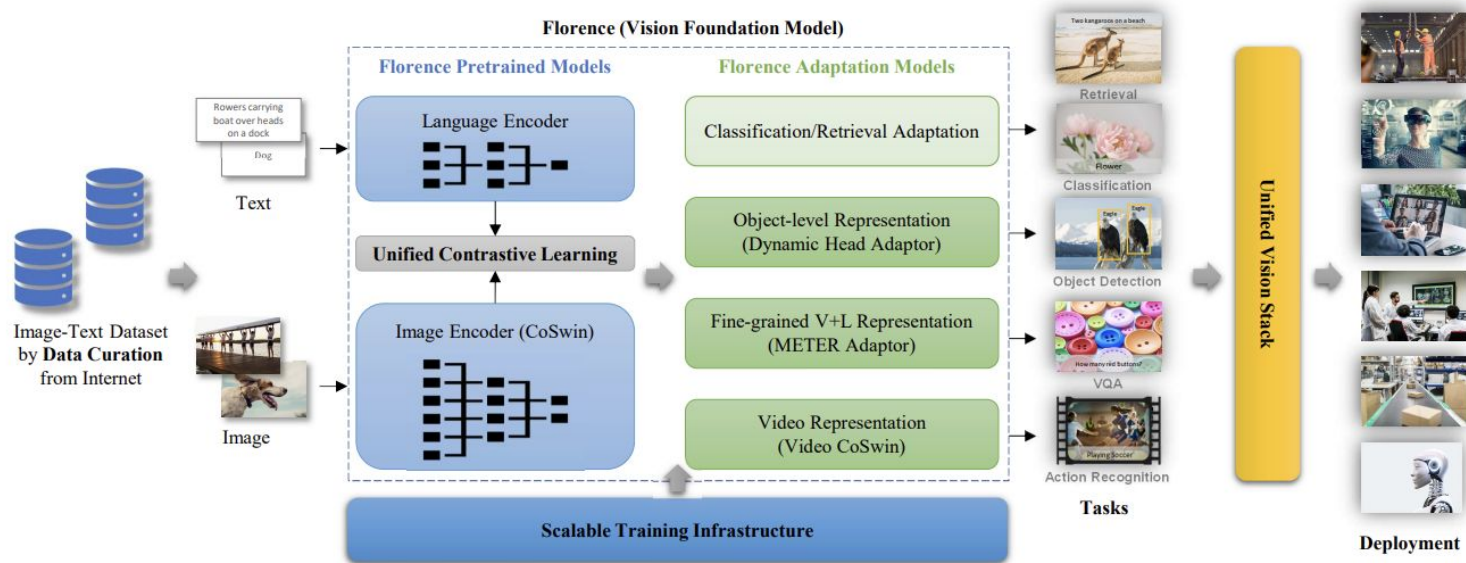 Florence (Vision Foundation Model)
Florence Pretrained Models
Florence Adaptation Models
Rowers carrying
boat over heads
on a dock
Dog
Text
Image-Text Dataset
by Data Curation
from Internet
Image
Language Encoder
Unified Contrastive Learning
Image Encoder (CoSwin)
Classification/Retrieval Adaptation
Object-level Representation
(Dynamic Head Adaptor)
Fine-grained V+L Representation
(METER Adaptor)
Video Representation
(Video CoSwin)
Scalable Training Infrastructure
Two kangaroos on a beach
Retrieval
Flower
Classification
Eagle
Eagle
Object Detection
How many red buttons?
VQA
Playing Soccer
Action Recognition
Tasks
Unified Vision Stack
Deployment